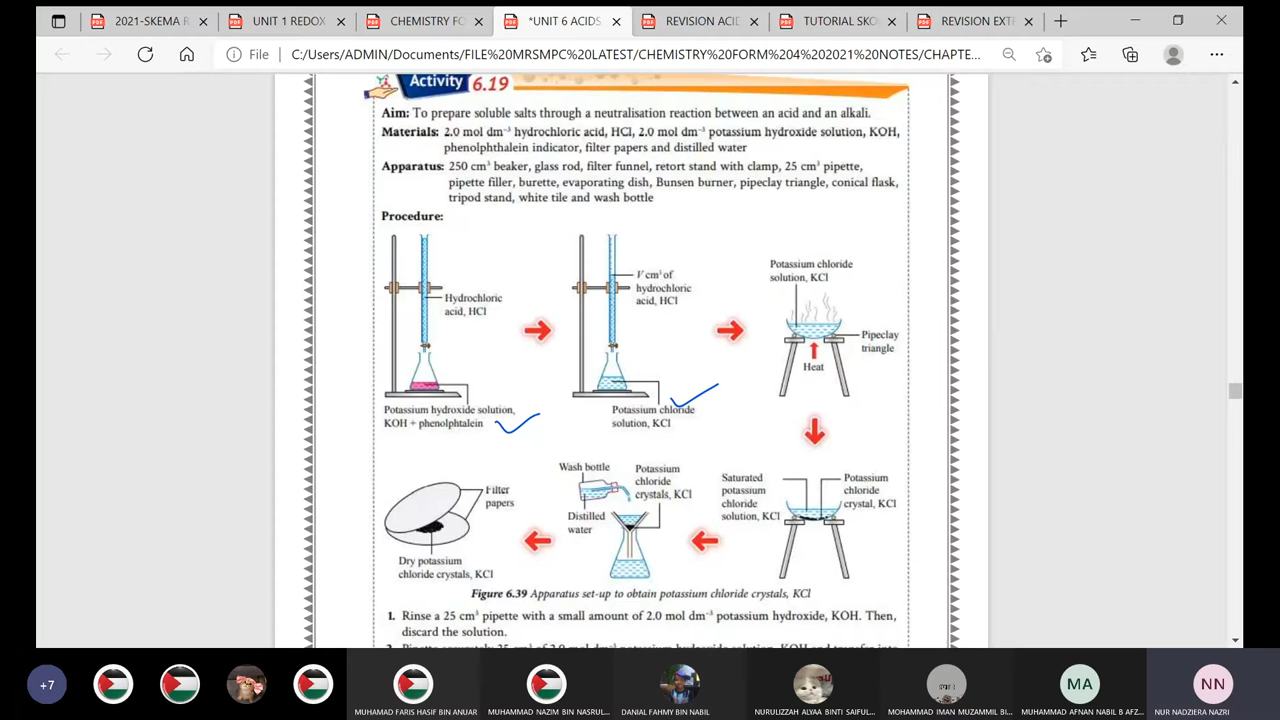 2021-SKEMA R
UNIT 1 REDOX
CHEMISTRY FO
*UNIT 6 ACIDS
REVISION ACID
TUTORIAL SKO
REVISION EXTE
File
C:/Users/ADMIN/Documents/FILE%20MRSMPC%20LATEST/CHEMISTRY%20FORM%204%202021%20NOTES/CHAPTE...
Activity 6.19
Aim: To prepare soluble salts through a neutralisation reaction between an acid and an alkali.
Materials: 2.0 mol dm⁻³ hydrochloric acid, HCl, 2.0 mol dm⁻³ potassium hydroxide solution, KOH,
phenolphthalein indicator, filter papers and distilled water
Apparatus: 250 cm³ beaker, glass rod, filter funnel, retort stand with clamp, 25 cm³ pipette,
pipette filler, burette, evaporating dish, Bunsen burner, pipeclay triangle, conical flask,
tripod stand, white tile and wash bottle
Procedure:
Hydrochloric
acid, HCl
Potassium hydroxide solution,
KOH + phenolphtalein
V cm³ of
hydrochloric
acid, HCl
Potassium chloride
solution, KCl
Potassium chloride
solution, KCl
Pipeclay
triangle
Heat
Filter
papers
Dry potassium
chloride crystals, KCl
Wash bottle
Distilled
water
Potassium
chloride
crystals, KCl
Saturated
potassium
chloride
solution, KCl
Potassium
chloride
crystal, KCl
Figure 6.39 Apparatus set-up to obtain potassium chloride crystals, KCl
1. Rinse a 25 cm³ pipette with a small amount of 2.0 mol dm⁻³ potassium hydroxide, KOH. Then,
discard the solution.
+7
MUHAMAD FARIS HASIF BIN ANUAR
MUHAMMAD NAZIM BIN NASRUL...
DANIAL FAHMY BIN NABIL
NURULIZZAH ALYAA BINTI SAIFUL...
MOHAMMAD IMAN MUZAMMIL BI...
MA
MUHAMMAD AFNAN NABIL B AFZ...
NN
NUR NADZIERA NAZRI